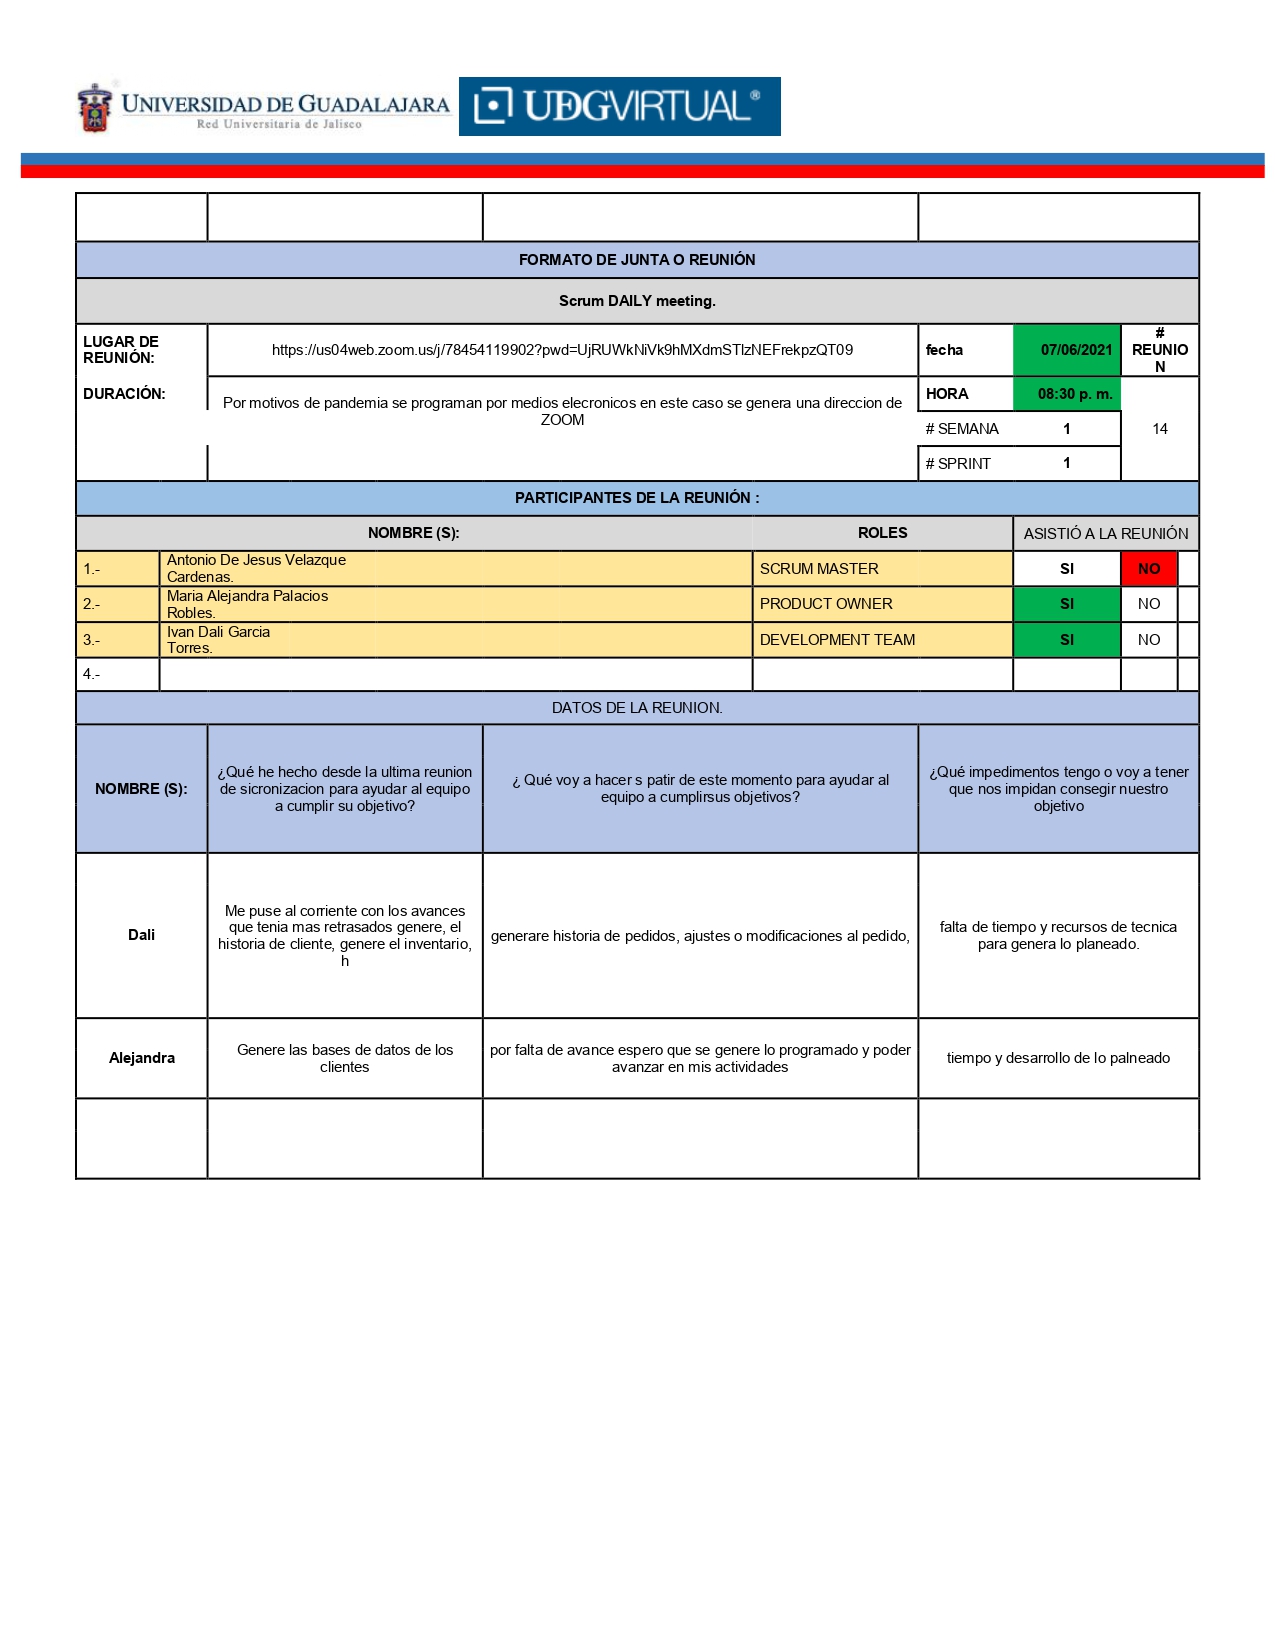 UNIVERSIDAD DE GUADALAJARA
Red Universitaria de Jalisco
UDGVIRTUAL®
FORMATO DE JUNTA O REUNIÓN
Scrum DAILY meeting.
LUGAR DE
REUNIÓN:
https://us04web.zoom.us/j/78454119902?pwd=UjRUWkNiVk9hMXdmSTlzNEFrekpzQT09
fecha
07/06/2021
#
REUNIO
N
DURACIÓN:
Por motivos de pandemia se programan por medios elecronicos en este caso se genera una direccion de
ZOOM
HORA
08:30 p. m.
# SEMANA
1
14
# SPRINT
1
PARTICIPANTES DE LA REUNIÓN :
NOMBRE (S):
ROLES
ASISTIÓ A LA REUNIÓN
1.-
Antonio De Jesus Velazque
Cardenas.
SCRUM MASTER
SI
NO
2.-
Maria Alejandra Palacios
Robles.
PRODUCT OWNER
SI
NO
3.-
Ivan Dali Garcia
Torres.
DEVELOPMENT TEAM
SI
NO
4.-
DATOS DE LA REUNION.
NOMBRE (S):
¿Qué he hecho desde la ultima reunion
de sicronizacion para ayudar al equipo
a cumplir su objetivo?
¿ Qué voy a hacer s patir de este momento para ayudar al
equipo a cumplirsus objetivos?
¿Qué impedimentos tengo o voy a tener
que nos impidan consegir nuestro
objetivo
Dali
Me puse al corriente con los avances
que tenia mas retrasados genere, el
historia de cliente, genere el inventario,
h
generare historia de pedidos, ajustes o modificaciones al pedido,
falta de tiempo y recursos de tecnica
para genera lo planeado.
Alejandra
Genere las bases de datos de los
clientes
por falta de avance espero que se genere lo programado y poder
avanzar en mis actividades
tiempo y desarrollo de lo palneado